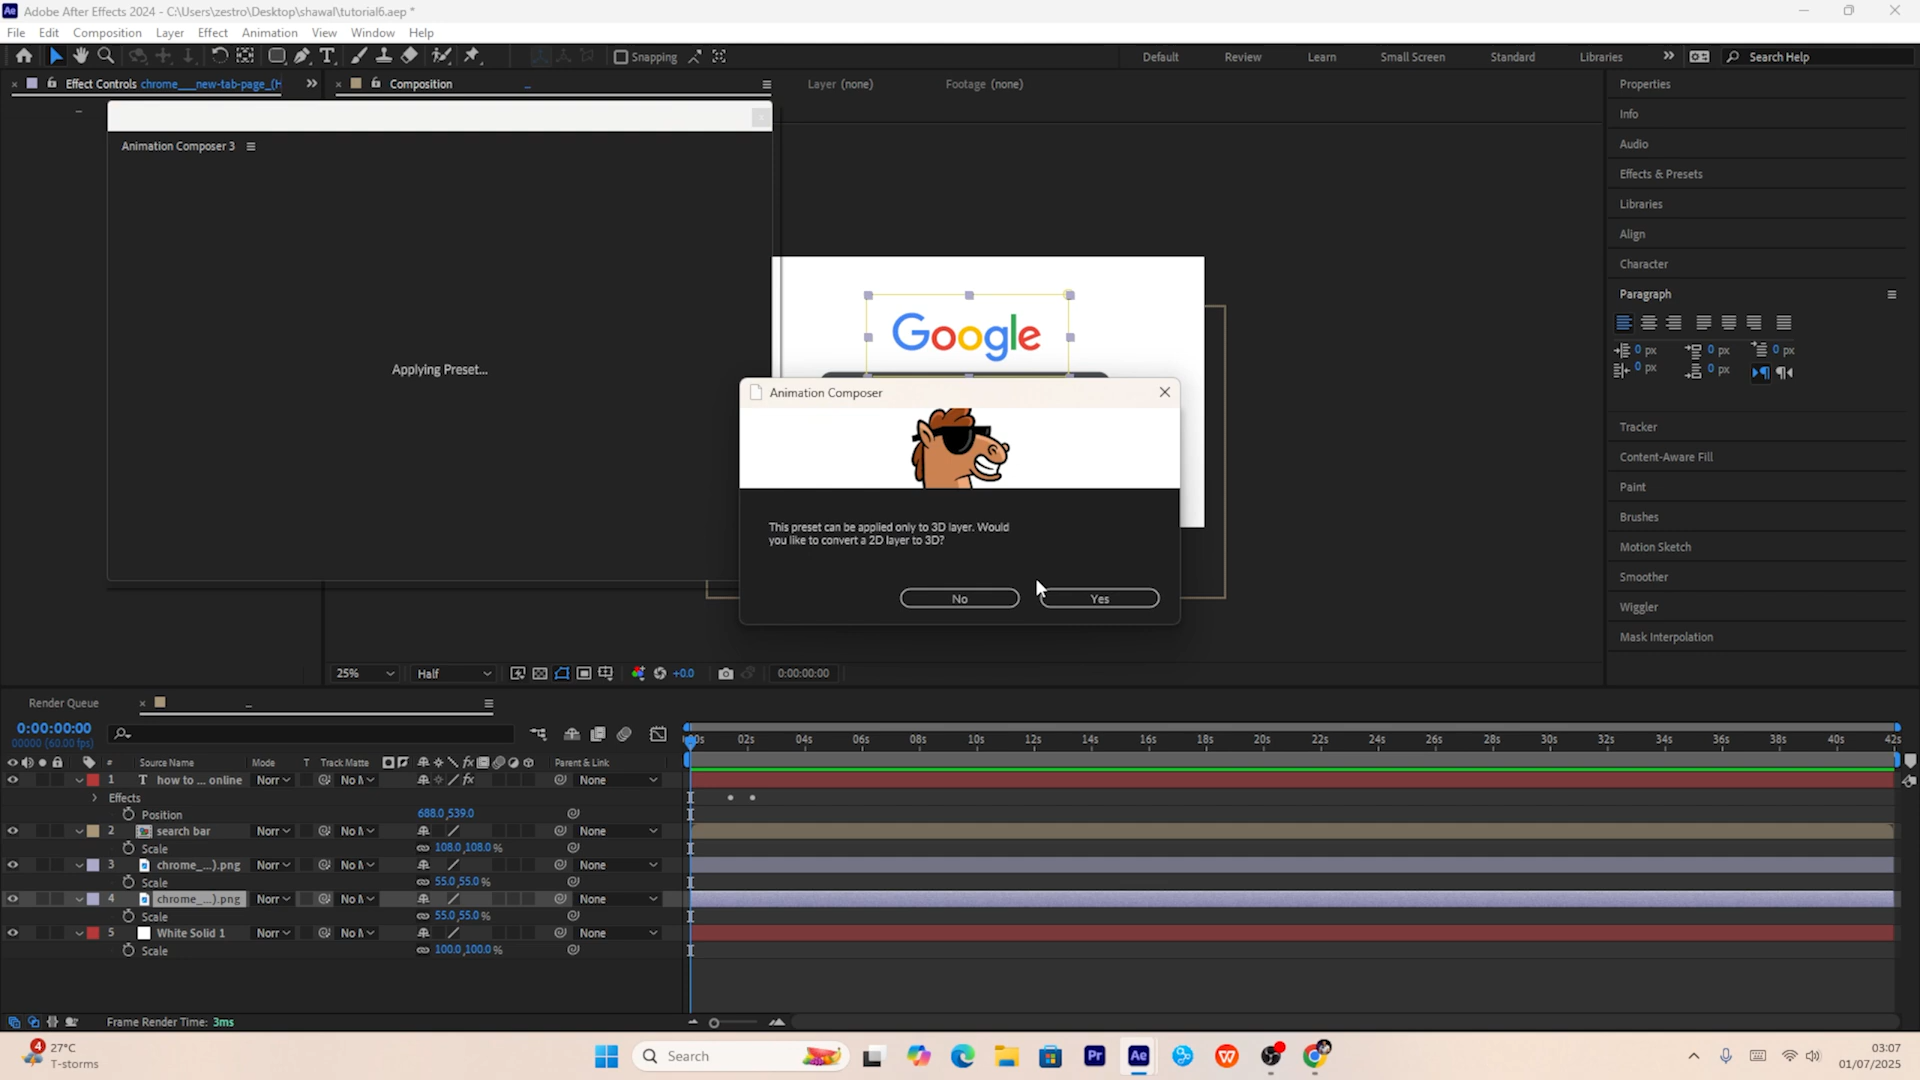 Adobe After Effects 2024 - C:\Users\zestro\Desktop\shawal\tutorial6.aep *
File Edit Composition Layer Effect Animation View Window Help
Snapping
Default Review Learn Small Screen Standard Libraries
Search Help
Effect Controls chrome___new-tab-page_(H
Composition
Layer (none)
Footage (none)
Properties
Info
Audio
Effects & Presets
Libraries
Align
Character
Paragraph
0 px 0 px 0 px
0 px 0 px
Tracker
Content-Aware Fill
Paint
Brushes
Motion Sketch
Smoother
Wiggler
Mask Interpolation
Animation Composer 3
Applying Preset...
Google
Animation Composer
This preset can be applied only to 3D layer. Would
you like to convert a 2D layer to 3D?
No Yes
25% Half +0.0 0:00:00:00
Render Queue
0:00:00:00
00000 (60.00 fps)
# Source Name Mode T Track Matte Parent & Link
02s 04s 06s 08s 10s 12s 14s 16s 18s 20s 22s 24s 26s 28s 30s 32s 34s 36s 38s 40s 42s
1 T how to ... online Norr No M None
Effects
Position 688.0,539.0
2 search bar Norr No M None
Scale 108.0,108.0 %
3 chrome_...).png Norr No M None
Scale 55.0,55.0 %
4 chrome_...).png Norr No M None
Scale 55.0,55.0 %
5 White Solid 1 Norr No M None
Scale 100.0,100.0 %
Frame Render Time: 3ms
4
27°C
T-storms
Search
Pr
Ae
03:07
01/07/2025